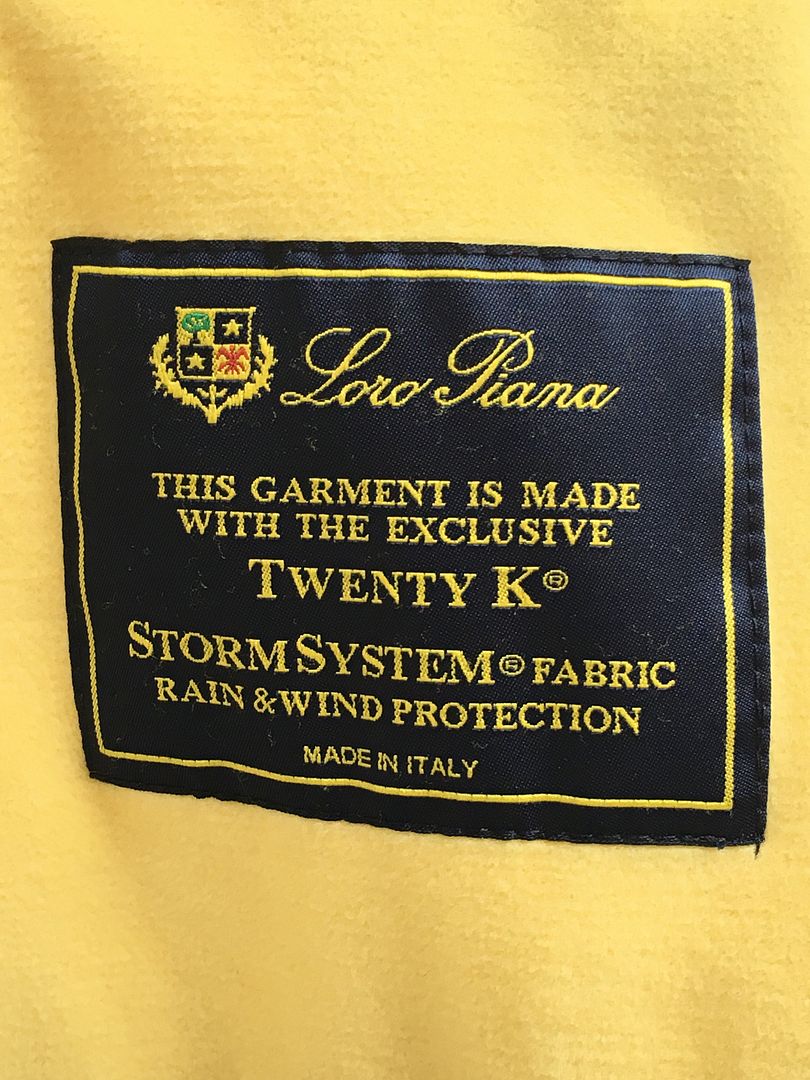 Loro Piana
THIS GARMENT IS MADE
WITH THE EXCLUSIVE
TWENTY K®
STORMSYSTEM® FABRIC
RAIN & WIND PROTECTION
MADE IN ITALY